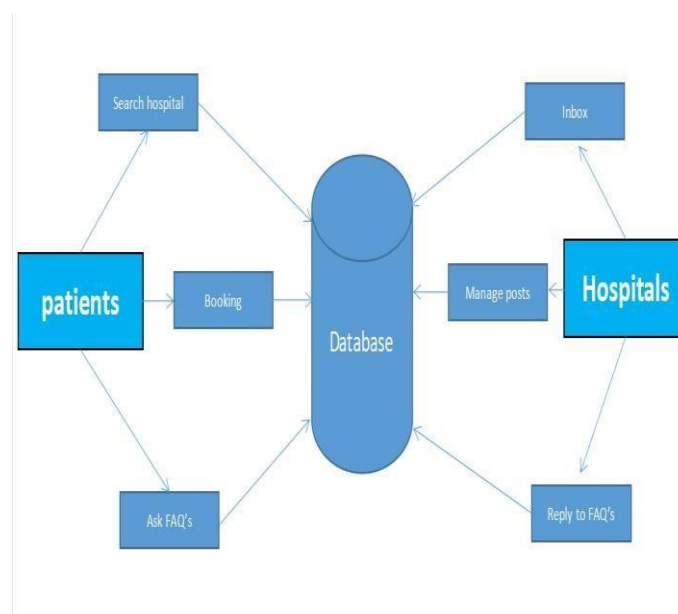 Search hospital
Inbox
patients
Booking
Database
Manage posts
Hospitals
Ask FAQ's
Reply to FAQ's